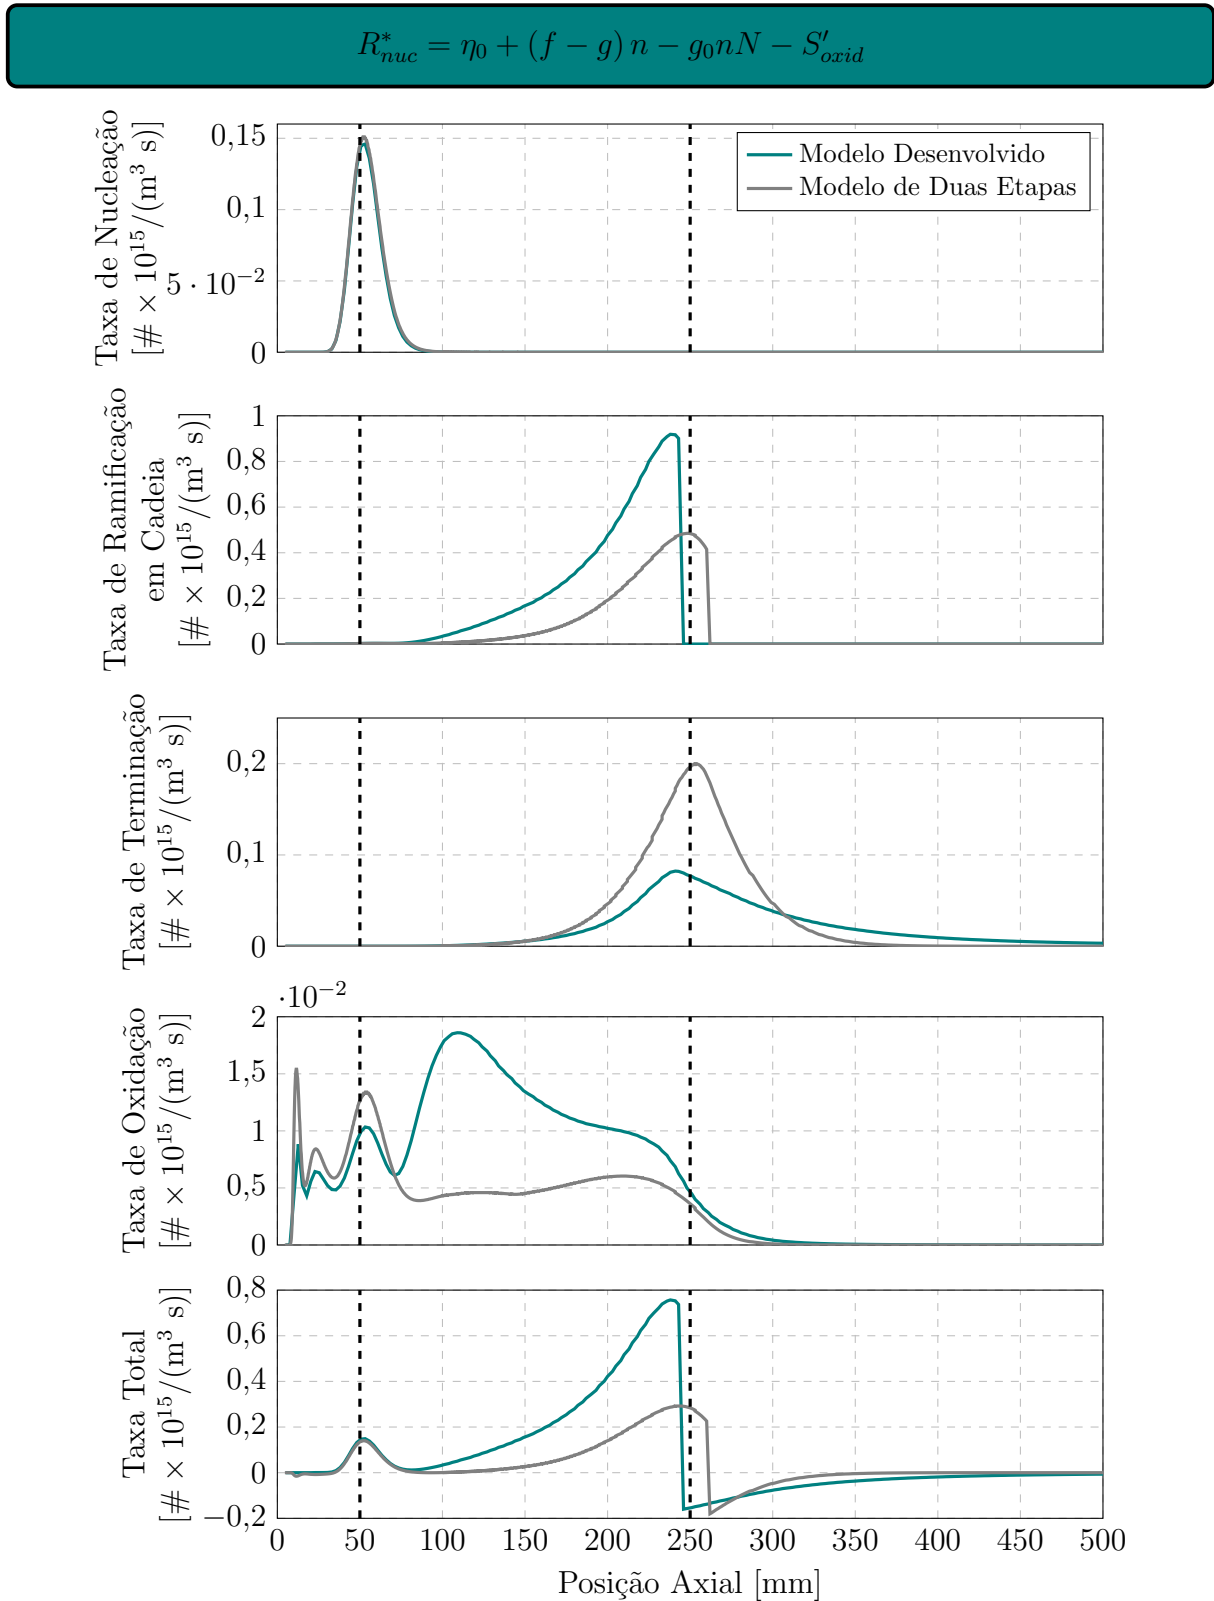 R*nuc = η0 + (f − g) n − g0nN − S′oxid
Taxa de Nucleação
[# × 10^15/(m^3 s)]
0,15
0,1
5 · 10^−2
0
Modelo Desenvolvido
Modelo de Duas Etapas
Taxa de Ramificação
em Cadeia
[# × 10^15/(m^3 s)]
1
0,8
0,6
0,4
0,2
0
Taxa de Terminação
[# × 10^15/(m^3 s)]
0,2
0,1
0
Taxa de Oxidação
[# × 10^15/(m^3 s)]
·10^−2
2
1,5
1
0,5
0
Taxa Total
[# × 10^15/(m^3 s)]
0,8
0,6
0,4
0,2
0
−0,2
0 50 100 150 200 250 300 350 400 450 500
Posição Axial [mm]